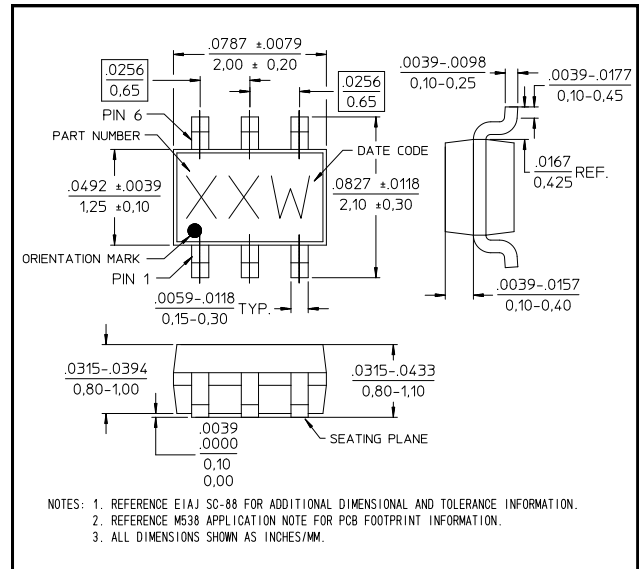 .0787 ±.0079
2,00 ± 0,20
.0256
0,65
.0256
0,65
.0039-.0098
0,10-0,25
.0039-.0177
0,10-0,45
PIN 6
PART NUMBER
DATE CODE
.0492 ±.0039
1,25 ±0,10
XXW
.0827 ±.0118
2,10 ±0,30
.0167
0,425 REF.
ORIENTATION MARK
PIN 1
.0059-.0118
0,15-0,30 TYP.
.0039-.0157
0,10-0,40
.0315-.0394
0,80-1,00
.0315-.0433
0,80-1,10
.0039
.0000
0,10
0,00
SEATING PLANE
NOTES: 1. REFERENCE EIAJ SC-88 FOR ADDITIONAL DIMENSIONAL AND TOLERANCE INFORMATION.
2. REFERENCE M538 APPLICATION NOTE FOR PCB FOOTPRINT INFORMATION.
3. ALL DIMENSIONS SHOWN AS INCHES/MM.